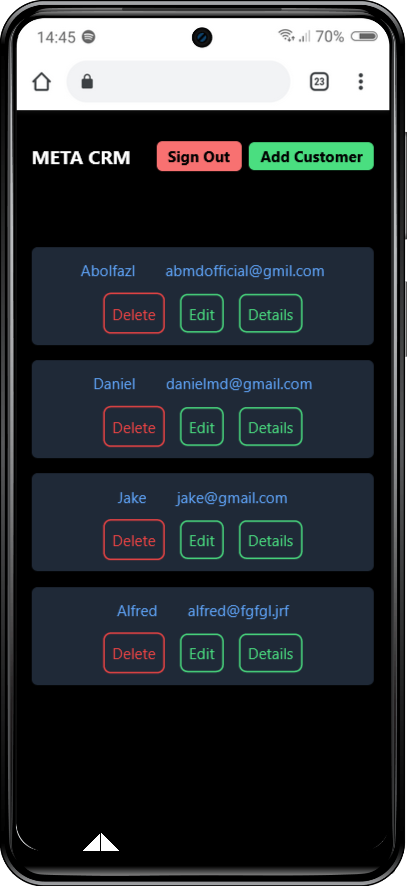 14:45 70%
23
META CRM Sign Out Add Customer
Abolfazl abmdofficial@gmil.com
Delete Edit Details
Daniel danielmd@gmail.com
Delete Edit Details
Jake jake@gmail.com
Delete Edit Details
Alfred alfred@fgfgl.jrf
Delete Edit Details